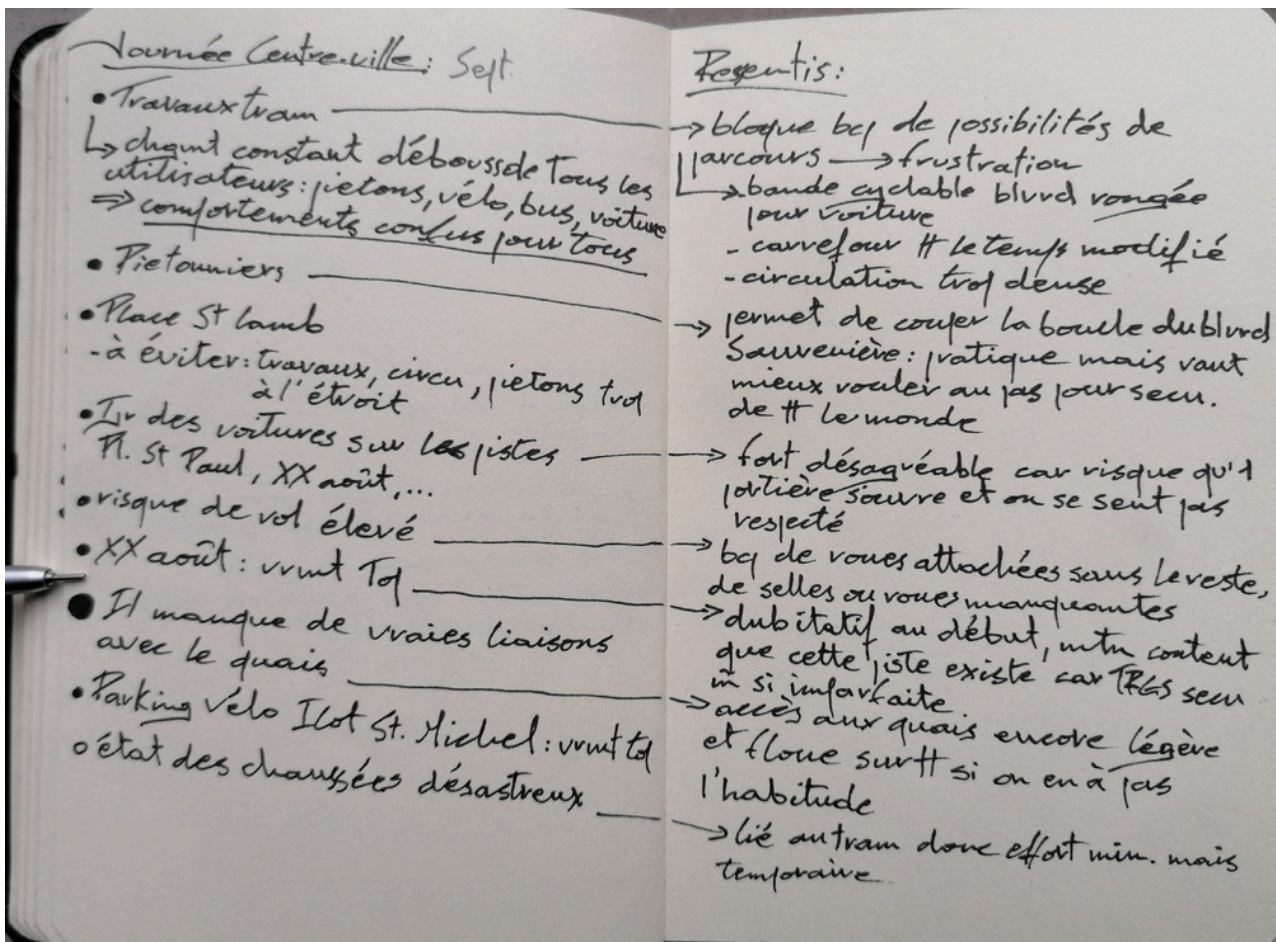 Journée Centre-ville : Sept.
• Travaux tram
↳ chgmt constant déboussole tous les
utilisateurs : pietons, vélo, bus, voiture
⇒ comportements confus pour tous
• Pietonniers
• Place St Lamb
- à éviter : travaux, circu, pietons trop
à l'étroit
• des voitures sur les pistes
Pl. St Paul, XX août, ...
• risque de vol élevé
• XX août : vrmt Top
• Il manque de vraies liaisons
avec le quais
• Parking Vélo Ilot St. Michel : vrmt top
o état des chaussées désastreux
Ressentis :
→ bloque bcp de possibilités de
parcours → frustration
↳ bande cyclable blvrd rongée
pour voiture
- carrefour tt le temps modifié
- circulation trop dense
→ permet de couper la boucle du blvrd
Sauvenière : pratique mais vaut
mieux rouler au pas pour secu.
de tt le monde
→ fort désagréable car risque qu'1
portière s'ouvre et on se sent pas
respecté
→ bcp de roues attachées sans le reste,
de selles ou roues manquantes
→ dubitatif au début, mtn content
que cette piste existe car TRES secu
m̂ si imparfaite
→ accès aux quais encore légère
et floue surtt si on en à pas
l'habitude
→ lié au tram donc effort min. mais
temporaire